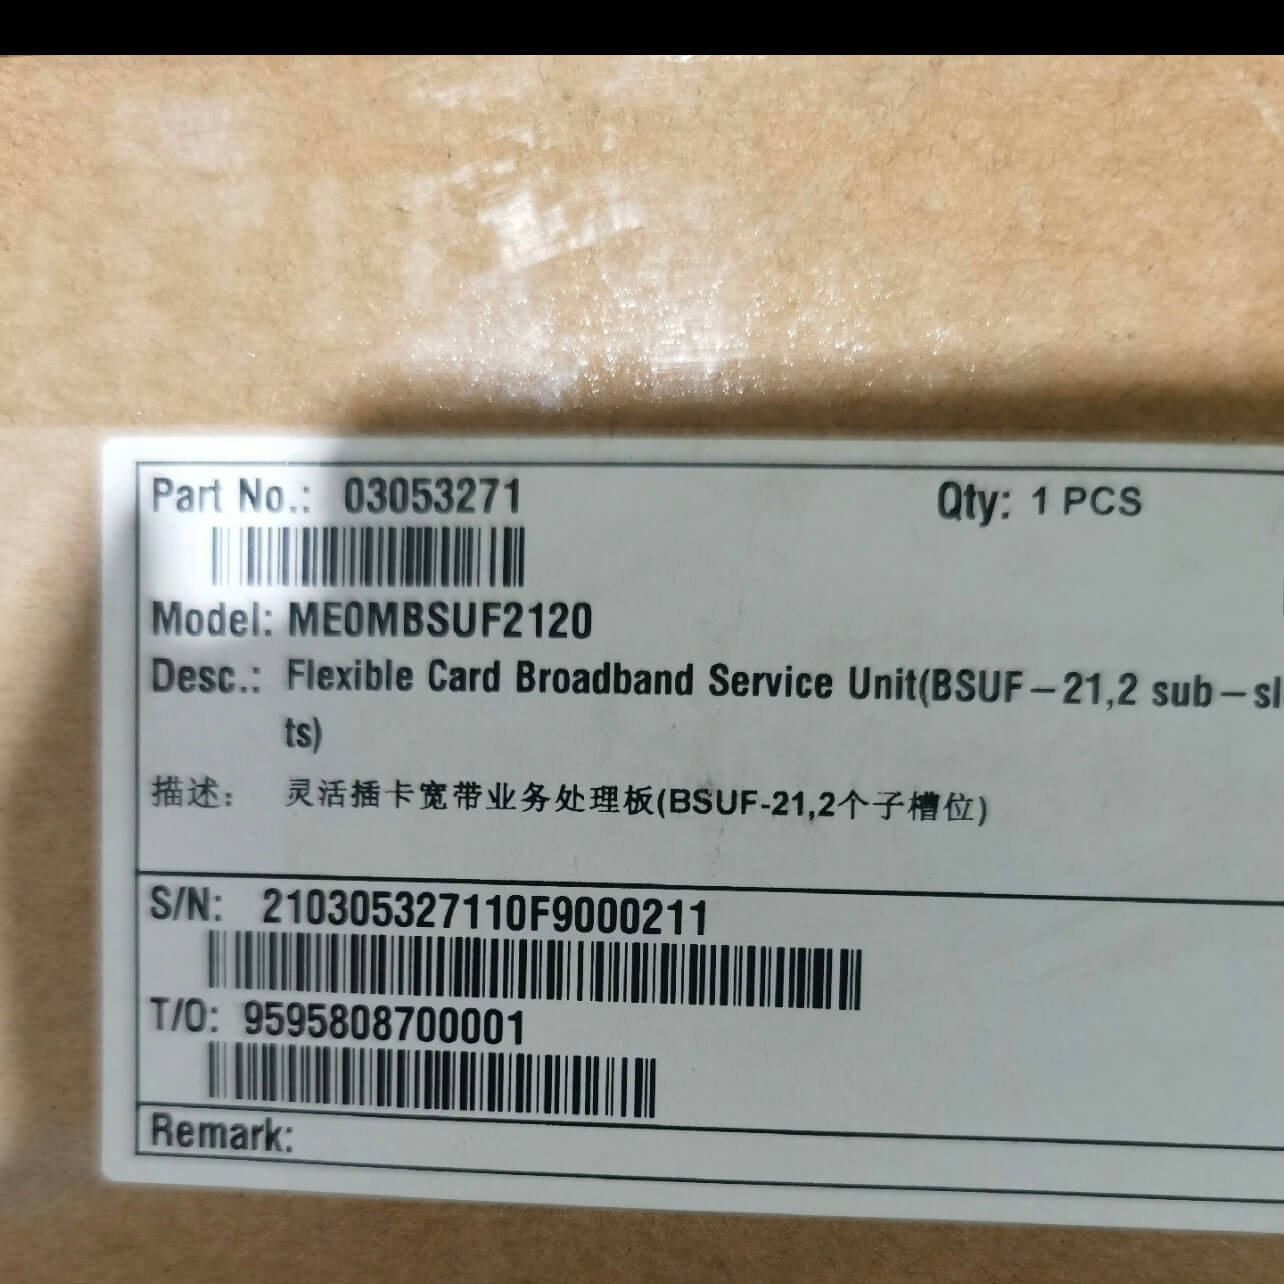 Part No.: 03053271 Qty: 1 PCS
Model: ME0MBSUF2120
Desc.: Flexible Card Broadband Service Unit(BSUF-21,2 sub-sl
ts)
描述: 灵活插卡宽带业务处理板(BSUF-21,2个子槽位)
S/N: 210305327110F9000211
T/O: 9595808700001
Remark: